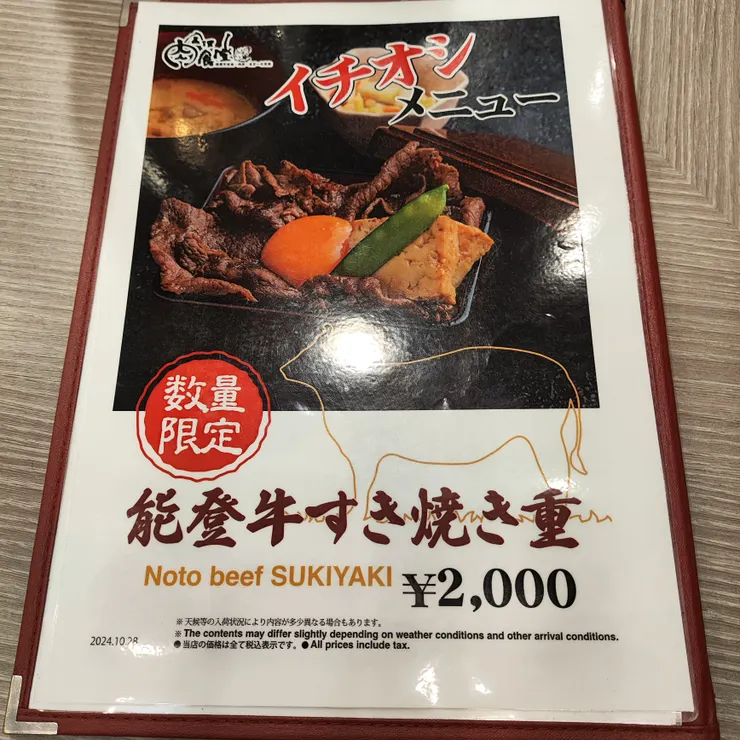 イチオシ
メニュー
数量
限定
能登牛すき焼き重
Noto beef SUKIYAKI ¥2,000
※ 天候等の入荷状況により内容が多少異なる場合もあります。
※ The contents may differ slightly depending on weather conditions and other arrival conditions.
2024.10.28 ●当店の価格は全て税込表示です。●All prices include tax.